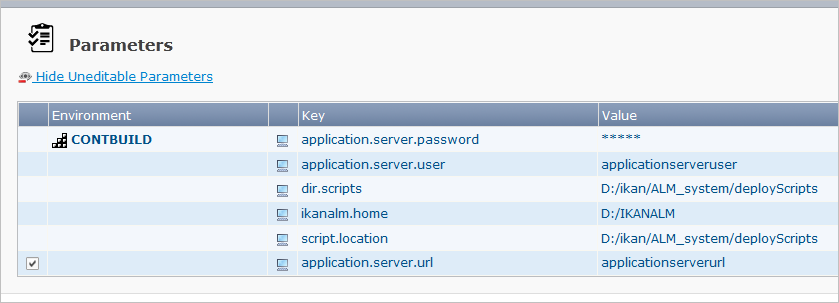 Parameters
Hide Uneditable Parameters
Environment Key Value
CONTBUILD application.server.password *****
application.server.user applicationserveruser
dir.scripts D:/ikan/ALM_system/deployScripts
ikanalm.home D:/IKANALM
script.location D:/ikan/ALM_system/deployScripts
application.server.url applicationserverurl